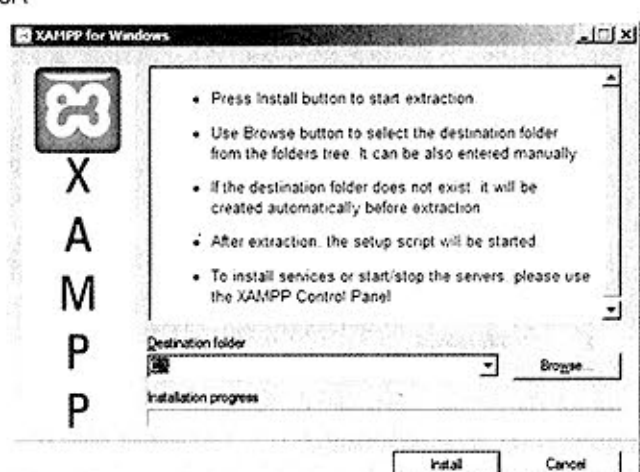 XAMPP for Windows
X
A
M
P
P
• Press Install button to start extraction
• Use Browse button to select the destination folder
from the folders tree. It can be also entered manually
• If the destination folder does not exist, it will be
created automatically before extraction
• After extraction, the setup script will be started
• To install services or start/stop the servers, please use
the XAMPP Control Panel
Destination folder
Browse...
Installation progress
Install
Cancel